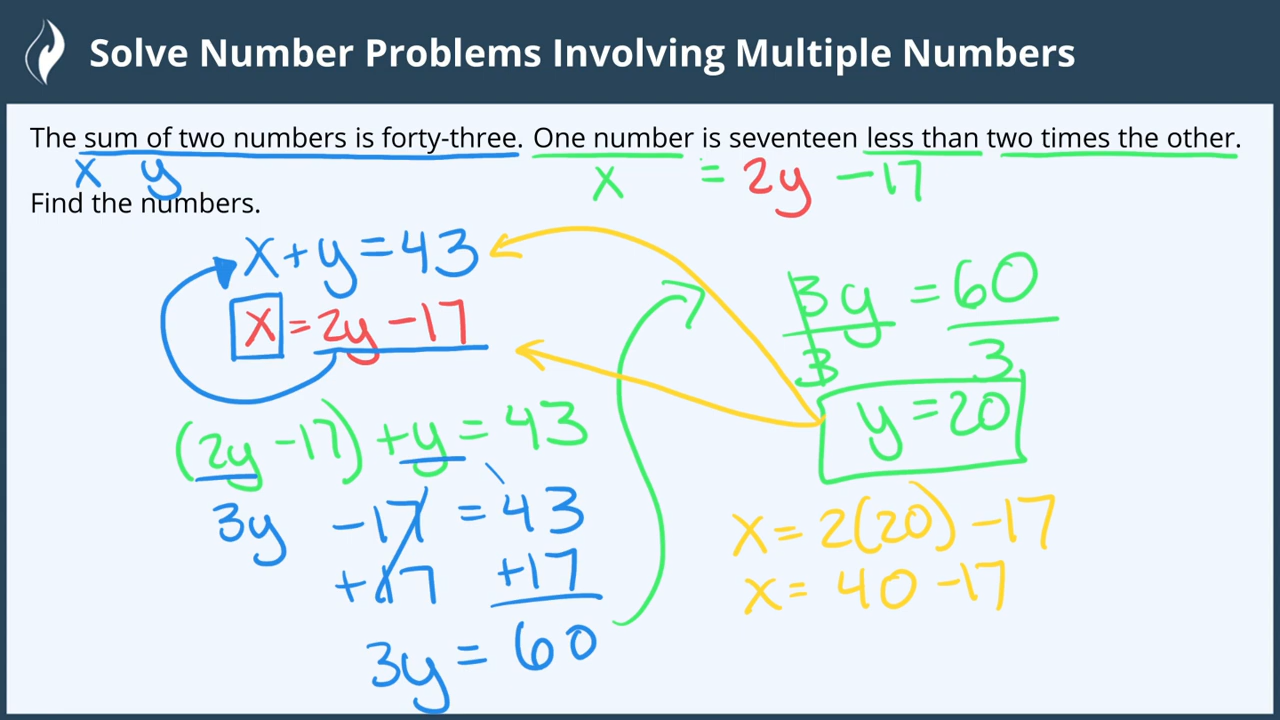 Solve Number Problems Involving Multiple Numbers
The sum of two numbers is forty-three. One number is seventeen less than two times the other.
x y x = 2y -17
Find the numbers.
x+y=43
x=2y-17
(2y-17)+y=43
3y -17 = 43
+17 +17
3y = 60
3y = 60
3 3
y=20
x=2(20)-17
x=40-17